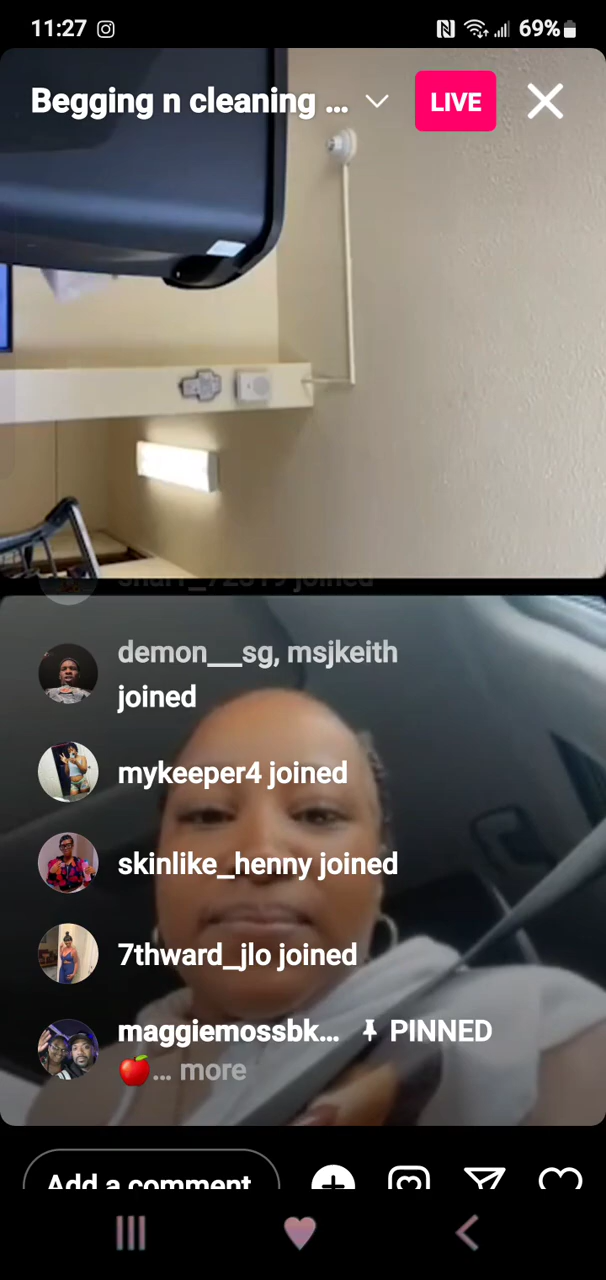 11:27
69%
Begging n cleaning ...
LIVE
demon__sg, msjkeith
joined
mykeeper4 joined
skinlike_henny joined
7thward_jlo joined
maggiemossbk... PINNED
🍎... more
Add a comment